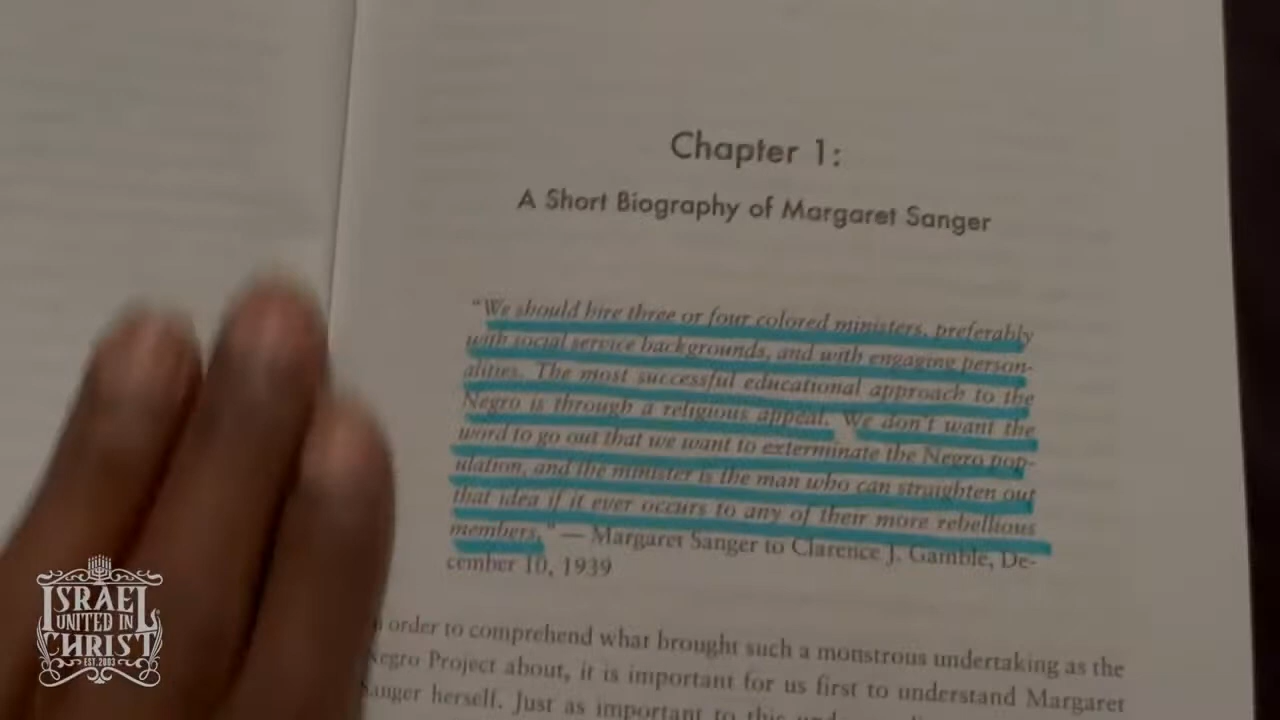 Chapter 1:
A Short Biography of Margaret Sanger
"We should hire three or four colored ministers, preferably
with social service backgrounds, and with engaging person-
alities. The most successful educational approach to the
Negro is through a religious appeal. We don't want the
word to go out that we want to exterminate the Negro pop-
ulation, and the minister is the man who can straighten out
that idea if it ever occurs to any of their more rebellious
members." — Margaret Sanger to Clarence J. Gamble, De-
cember 10, 1939
order to comprehend what brought such a monstrous undertaking as the
Negro Project about, it is important for us first to understand Margaret
Sanger herself. Just as important to this
ISRAEL
UNITED IN
CHRIST
EST.2003